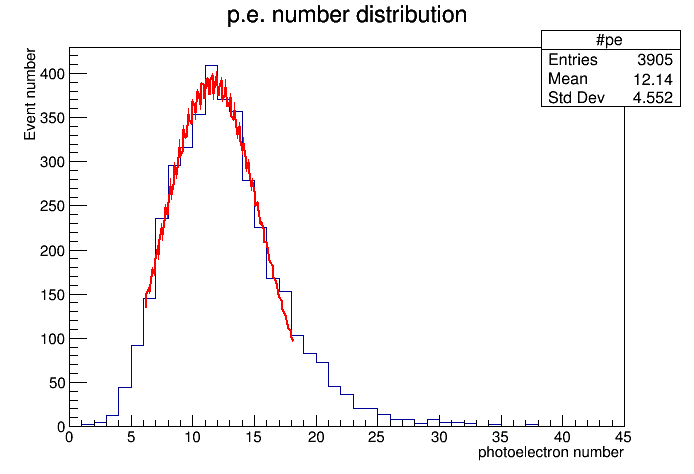 p.e. number distribution
#pe
Entries 3905
Mean 12.14
Std Dev 4.552
Event number
400
350
300
250
200
150
100
50
0
0 5 10 15 20 25 30 35 40 45
photoelectron number